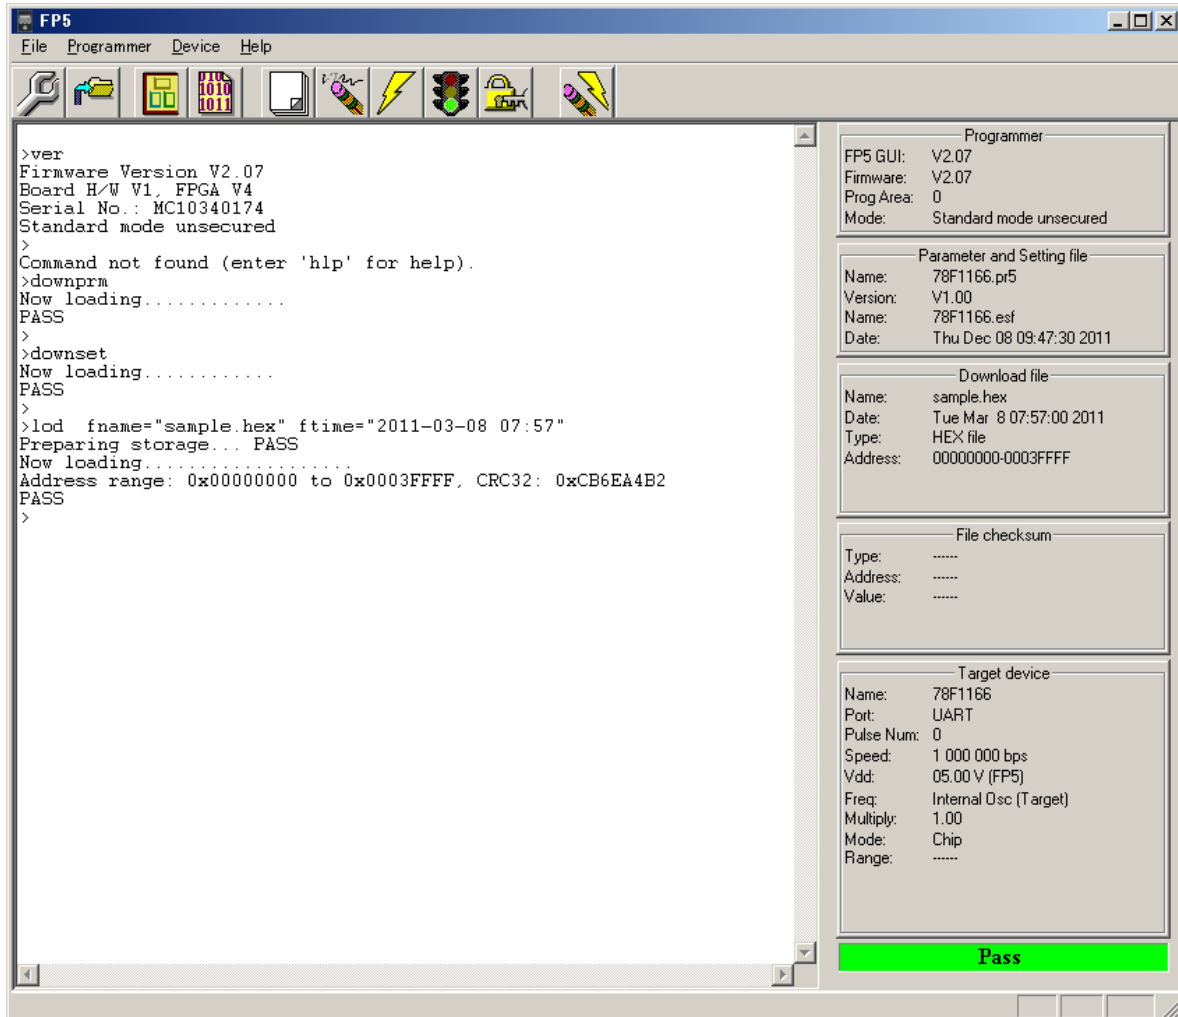 FP5
File Programmer Device Help
010
1010
1011
>ver
Firmware Version V2.07
Board H/W V1, FPGA V4
Serial No.: MC10340174
Standard mode unsecured
>
Command not found (enter 'hlp' for help).
>downprm
Now loading.............
PASS
>
>downset
Now loading............
PASS
>
>lod  fname="sample.hex" ftime="2011-03-08 07:57"
Preparing storage... PASS
Now loading...................
Address range: 0x00000000 to 0x0003FFFF, CRC32: 0xCB6EA4B2
PASS
>
Programmer
FP5 GUI: V2.07
Firmware: V2.07
Prog Area: 0
Mode: Standard mode unsecured
Parameter and Setting file
Name: 78F1166.pr5
Version: V1.00
Name: 78F1166.esf
Date: Thu Dec 08 09:47:30 2011
Download file
Name: sample.hex
Date: Tue Mar  8 07:57:00 2011
Type: HEX file
Address: 00000000-0003FFFF
File checksum
Type: ------
Address: ------
Value: ------
Target device
Name: 78F1166
Port: UART
Pulse Num: 0
Speed: 1 000 000 bps
Vdd: 05.00 V (FP5)
Freq: Internal Osc (Target)
Multiply: 1.00
Mode: Chip
Range: ------
Pass